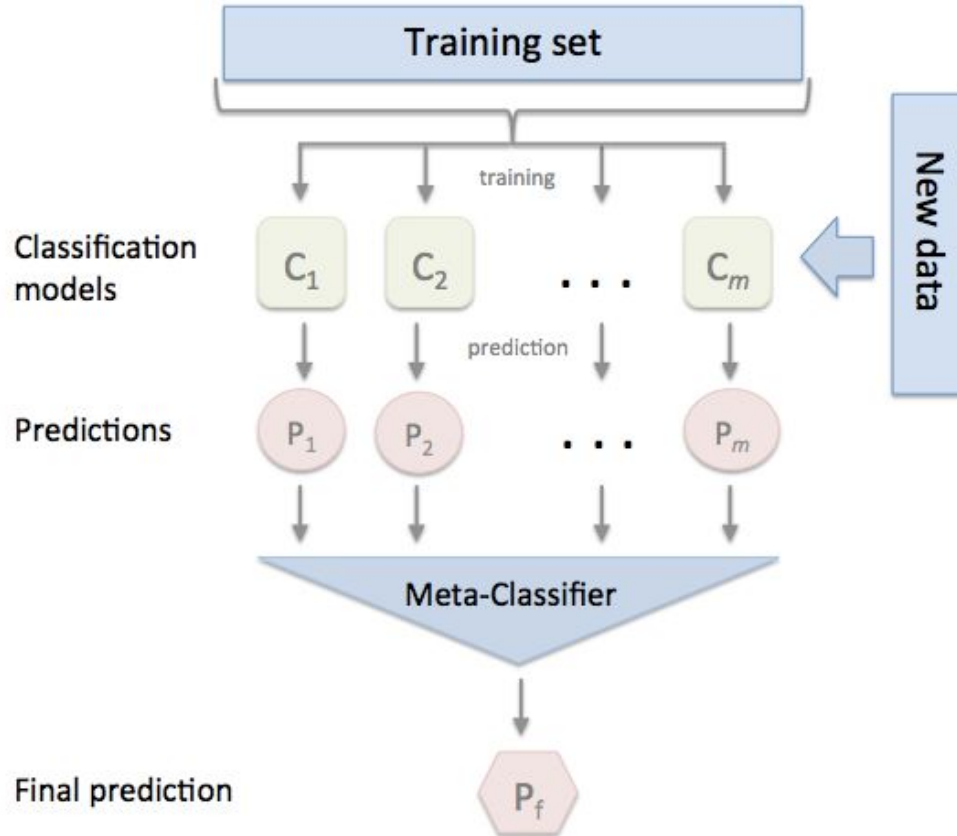 Training set
training
New data
Classification
models
C1 C2 . . . Cm
prediction
Predictions
P1 P2 . . . Pm
Meta-Classifier
Final prediction
Pf